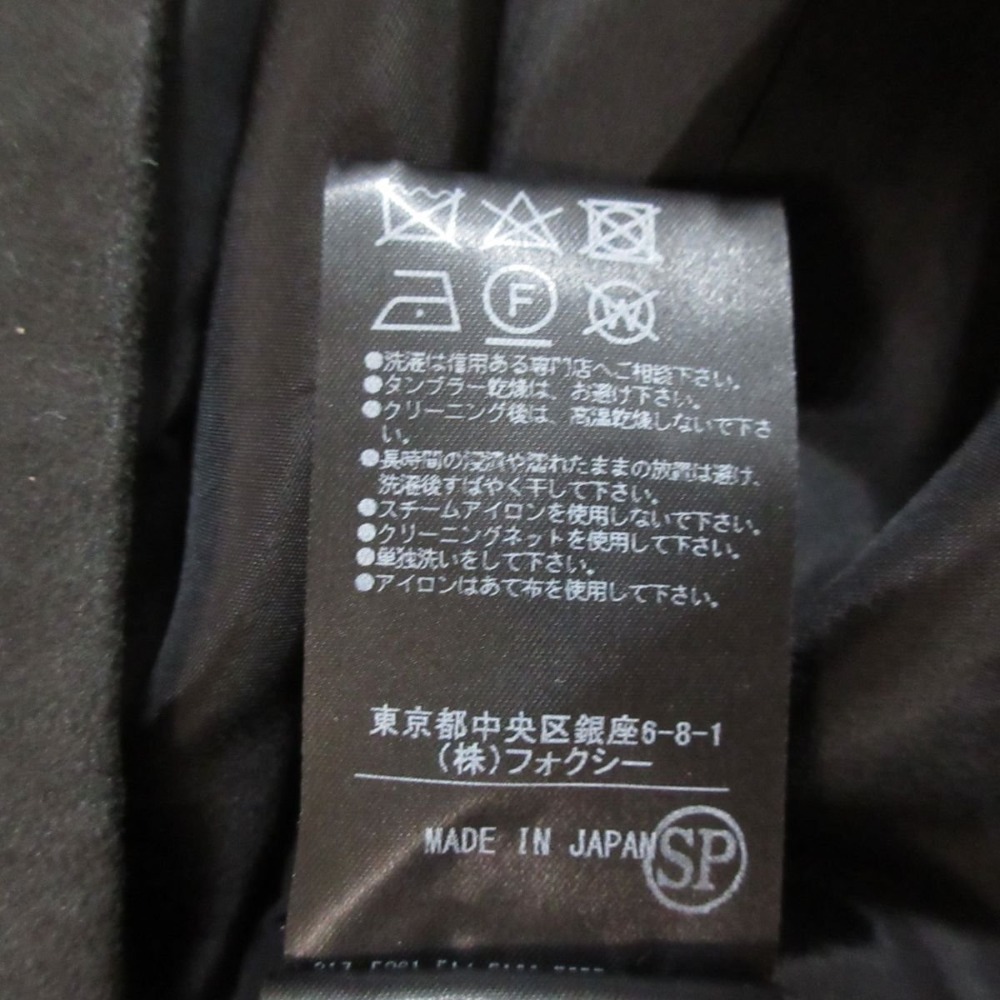 F
W
●洗濯は信用ある専門店へご相談下さい。
●タンブラー乾燥は、お避け下さい。
●クリーニング後は、高温乾燥しないで下さ
い。
●長時間の浸漬や濡れたままの放置は避け、
洗濯後すばやく干して下さい。
●スチームアイロンを使用しないで下さい。
●クリーニングネットを使用して下さい。
●単独洗いをして下さい。
●アイロンはあて布を使用して下さい。
東京都中央区銀座6-8-1
(株)フォクシー
MADE IN JAPAN
SP